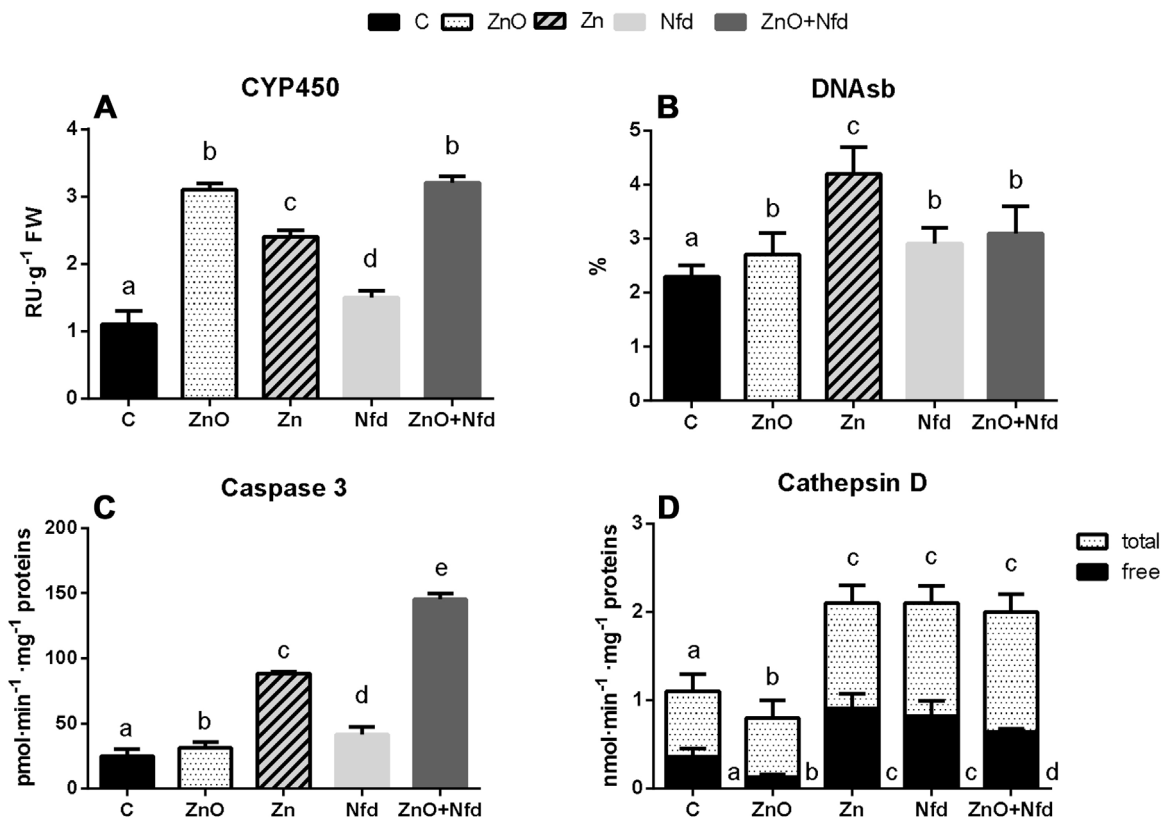 C ZnO Zn Nfd ZnO+Nfd
A
CYP450
RU·g⁻¹ FW
4
3
2
1
0
a
b
c
d
b
C ZnO Zn Nfd ZnO+Nfd
B
DNAsb
%
5
4
3
2
1
0
a
b
c
b
b
C ZnO Zn Nfd ZnO+Nfd
C
Caspase 3
pmol·min⁻¹ ·mg⁻¹ proteins
200
150
100
50
0
a
b
c
d
e
C ZnO Zn Nfd ZnO+Nfd
D
Cathepsin D
nmol·min⁻¹ ·mg⁻¹ proteins
3
2
1
0
a
b
c
c
c
a b c c d
C ZnO Zn Nfd ZnO+Nfd
total
free